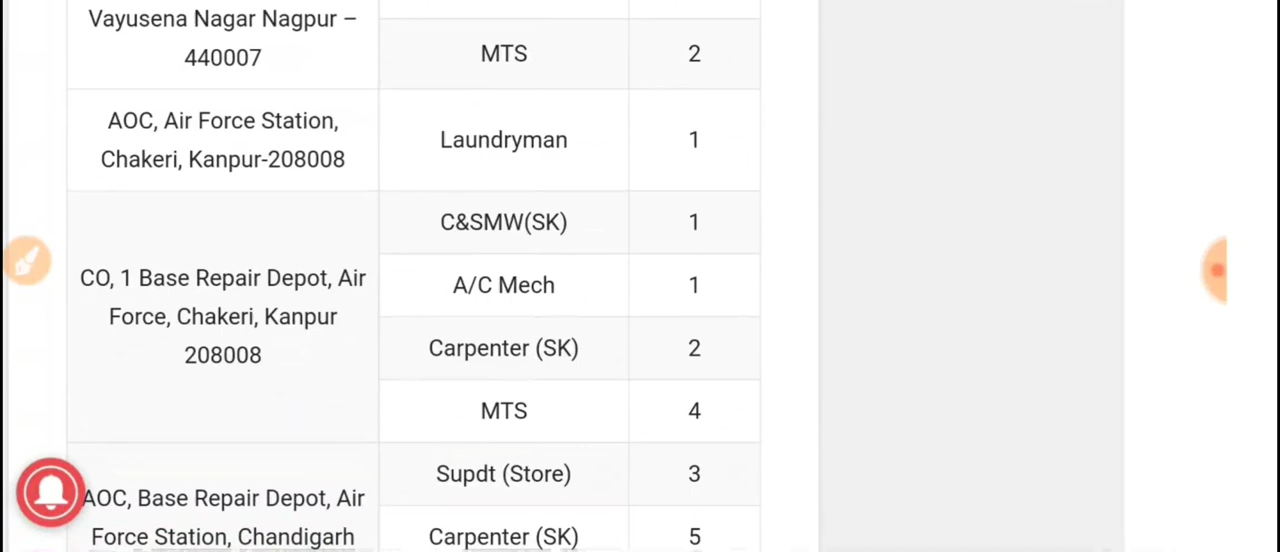 Vayusena Nagar Nagpur –
440007
MTS
2
AOC, Air Force Station,
Chakeri, Kanpur-208008
Laundryman
1
CO, 1 Base Repair Depot, Air
Force, Chakeri, Kanpur
208008
C&SMW(SK)
1
A/C Mech
1
Carpenter (SK)
2
MTS
4
AOC, Base Repair Depot, Air
Force Station, Chandigarh
Supdt (Store)
3
Carpenter (SK)
5